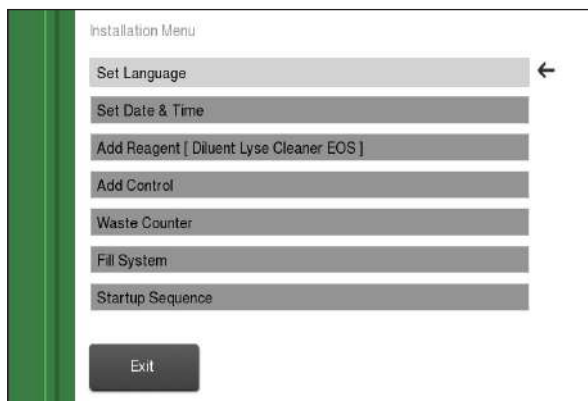 Installation Menu
Set Language
Set Date & Time
Add Reagent [ Diluent Lyse Cleaner EOS ]
Add Control
Waste Counter
Fill System
Startup Sequence
Exit